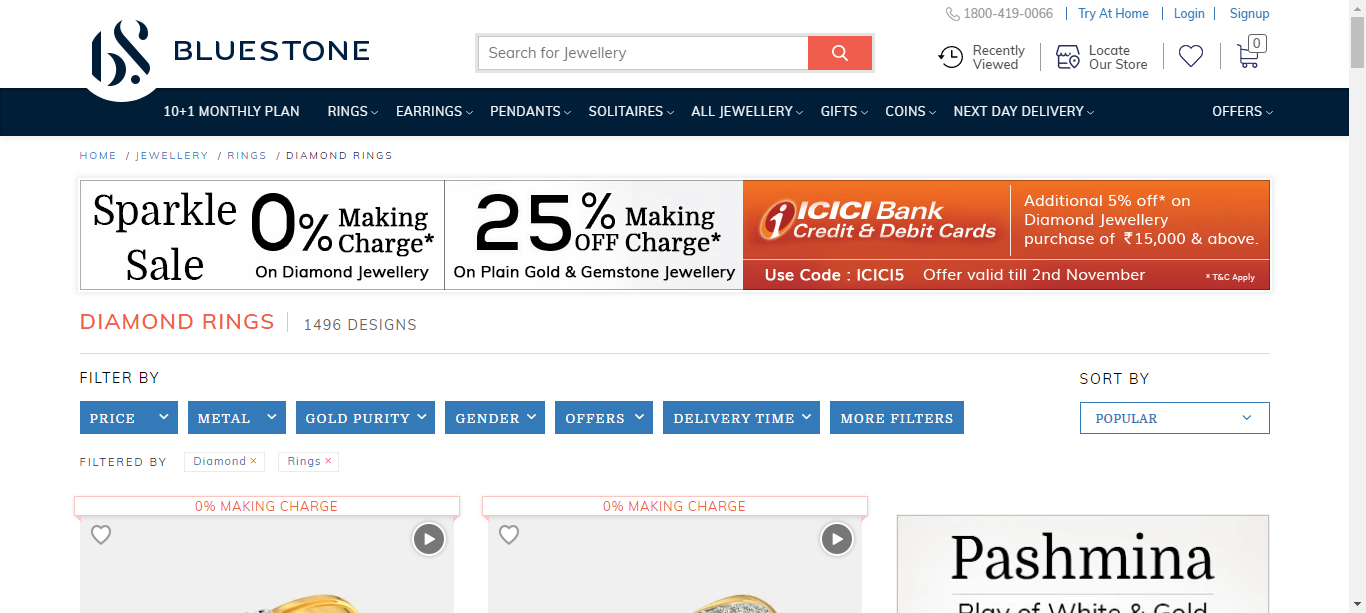 1800-419-0066 Try At Home Login Signup
BLUESTONE
Search for Jewellery
Recently
Viewed
Locate
Our Store
0
10+1 MONTHLY PLAN RINGS EARRINGS PENDANTS SOLITAIRES ALL JEWELLERY GIFTS COINS NEXT DAY DELIVERY OFFERS
HOME / JEWELLERY / RINGS / DIAMOND RINGS
Sparkle
Sale
0% Making
Charge*
On Diamond Jewellery
25% Making
OFF Charge*
On Plain Gold & Gemstone Jewellery
ICICI Bank
Credit & Debit Cards
Additional 5% off* on
Diamond Jewellery
purchase of ₹15,000 & above.
Use Code : ICICI5 Offer valid till 2nd November
* T&C Apply
DIAMOND RINGS 1496 DESIGNS
FILTER BY
SORT BY
PRICE METAL GOLD PURITY GENDER OFFERS DELIVERY TIME MORE FILTERS
POPULAR
FILTERED BY Diamond × Rings ×
0% MAKING CHARGE
0% MAKING CHARGE
Pashmina
Play of White & Gold